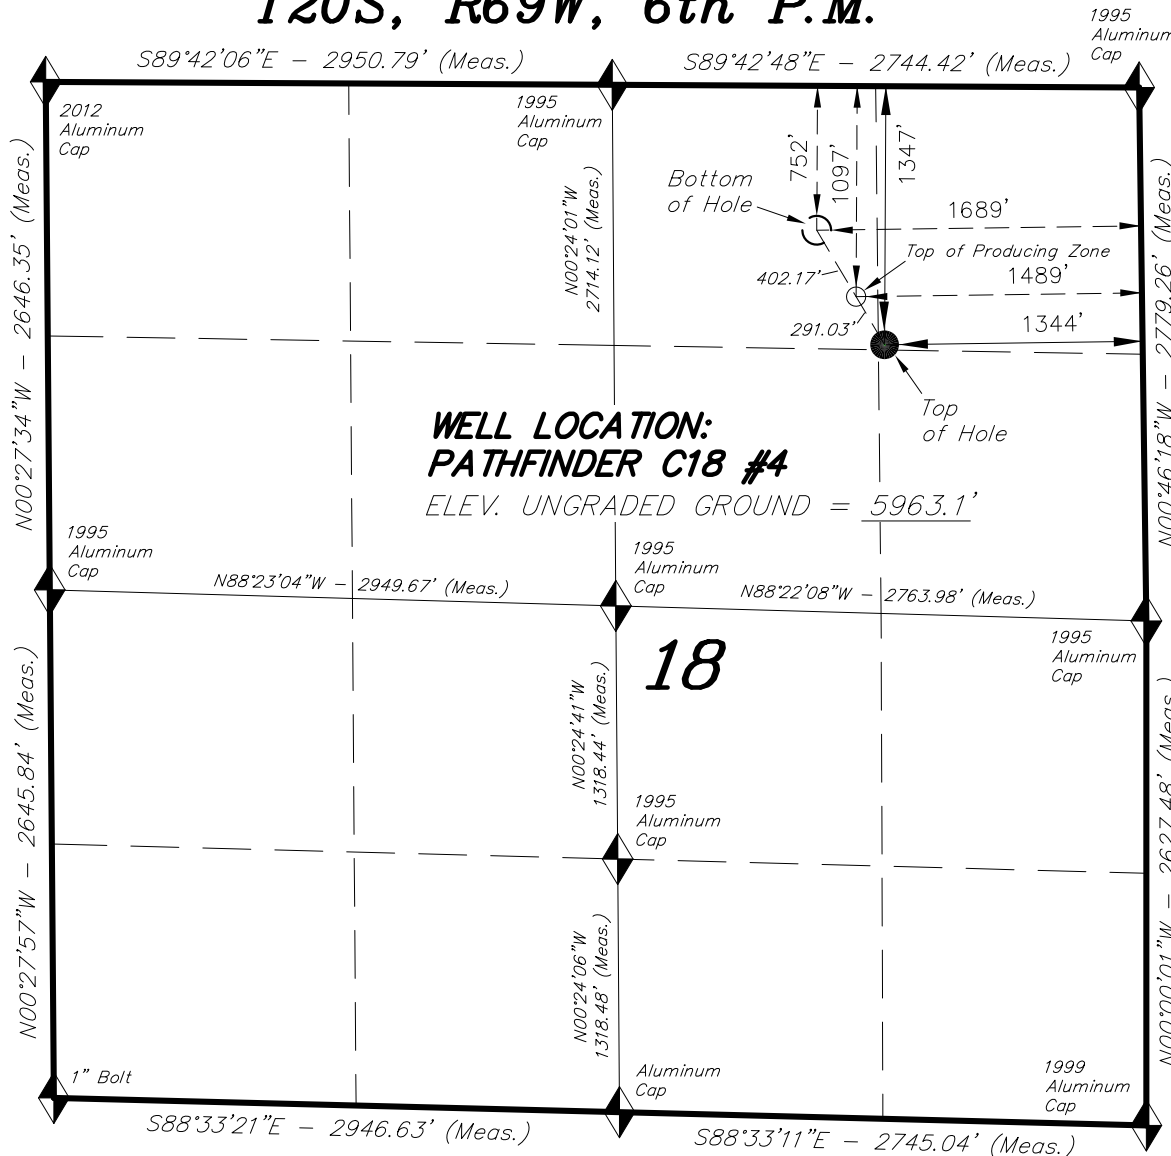 T20S, R69W, 6th P.M.
1995
Aluminum
Cap
S89°42'06"E - 2950.79' (Meas.)
S89°42'48"E - 2744.42' (Meas.)
2012
Aluminum
Cap
1995
Aluminum
Cap
N00°27'34"W - 2646.35' (Meas.)
N00°24'01"W
2714.12' (Meas.)
752'
1097'
1347'
Bottom
of Hole
1689'
Top of Producing Zone
402.17'
1489'
291.03'
1344'
Top
of Hole
N00°46'18"W - 2779.26' (Meas.)
WELL LOCATION:
PATHFINDER C18 #4
ELEV. UNGRADED GROUND = 5963.1'
1995
Aluminum
Cap
1995
Aluminum
Cap
N88°23'04"W - 2949.67' (Meas.)
N88°22'08"W - 2763.98' (Meas.)
18
1995
Aluminum
Cap
N00°27'57"W - 2645.84' (Meas.)
N00°24'41"W
1318.44' (Meas.)
N00°00'01"W - 2627.48' (Meas.)
1995
Aluminum
Cap
N00°24'06"W
1318.48' (Meas.)
1" Bolt
Aluminum
Cap
1999
Aluminum
Cap
S88°33'21"E - 2946.63' (Meas.)
S88°33'11"E - 2745.04' (Meas.)